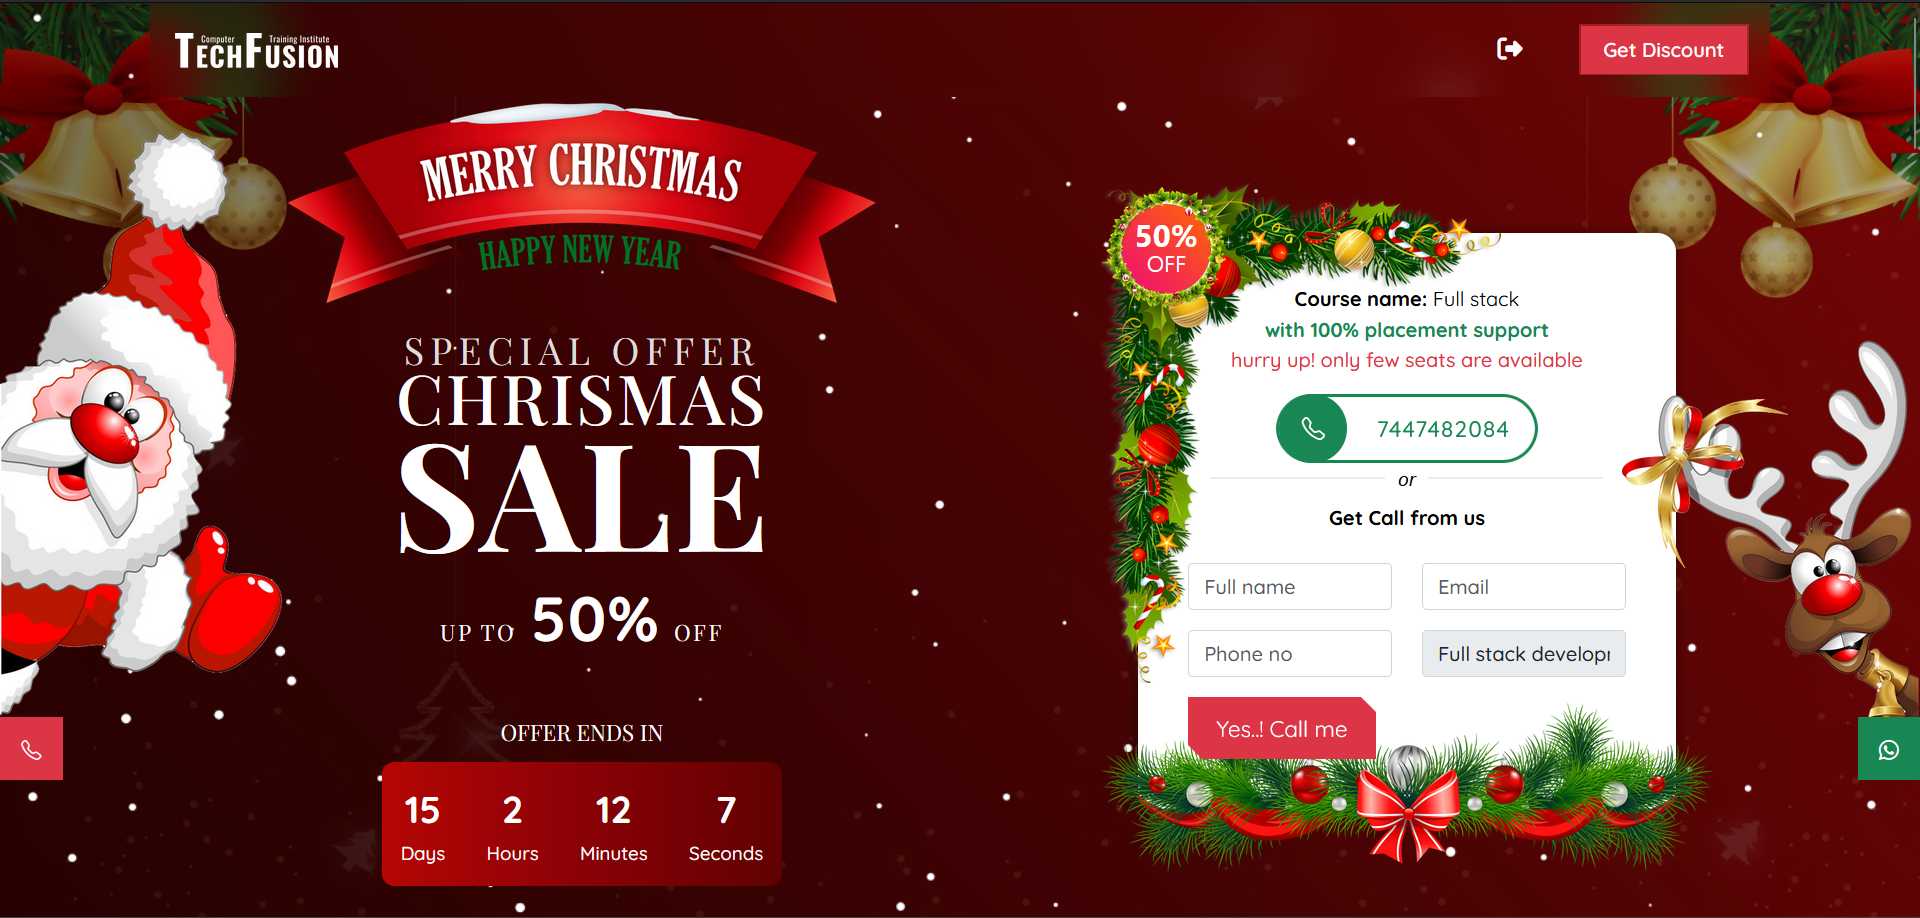 Computer Training Institute
TECHFUSION
Get Discount
MERRY CHRISTMAS
HAPPY NEW YEAR
SPECIAL OFFER
CHRISMAS
SALE
UP TO 50% OFF
OFFER ENDS IN
15 2 12 7
Days Hours Minutes Seconds
50%
OFF
Course name: Full stack
with 100% placement support
hurry up! only few seats are available
7447482084
or
Get Call from us
Full name Email
Phone no Full stack develop
Yes..! Call me